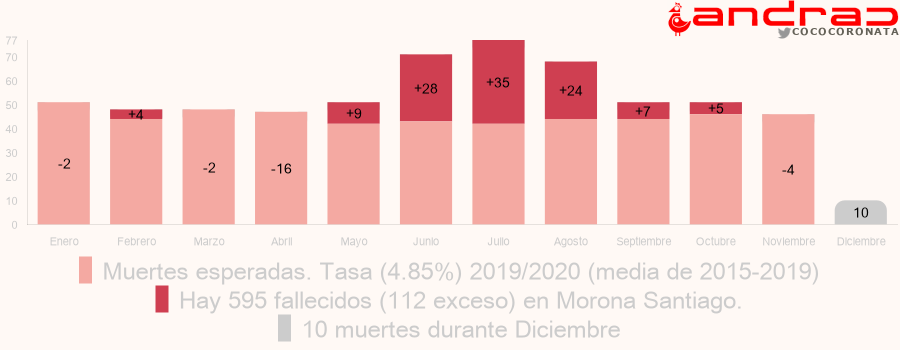 andrac
COCOCORONATA
77
70
60
50
40
30
20
10
0
-2 +4 -2 -16 +9 +28 +35 +24 +7 +5 -4 10
Enero Febrero Marzo Abril Mayo Junio Julio Agosto Septiembre Octubre Noviembre Diciembre
Muertes esperadas. Tasa (4.85%) 2019/2020 (media de 2015-2019)
Hay 595 fallecidos (112 exceso) en Morona Santiago.
10 muertes durante Diciembre